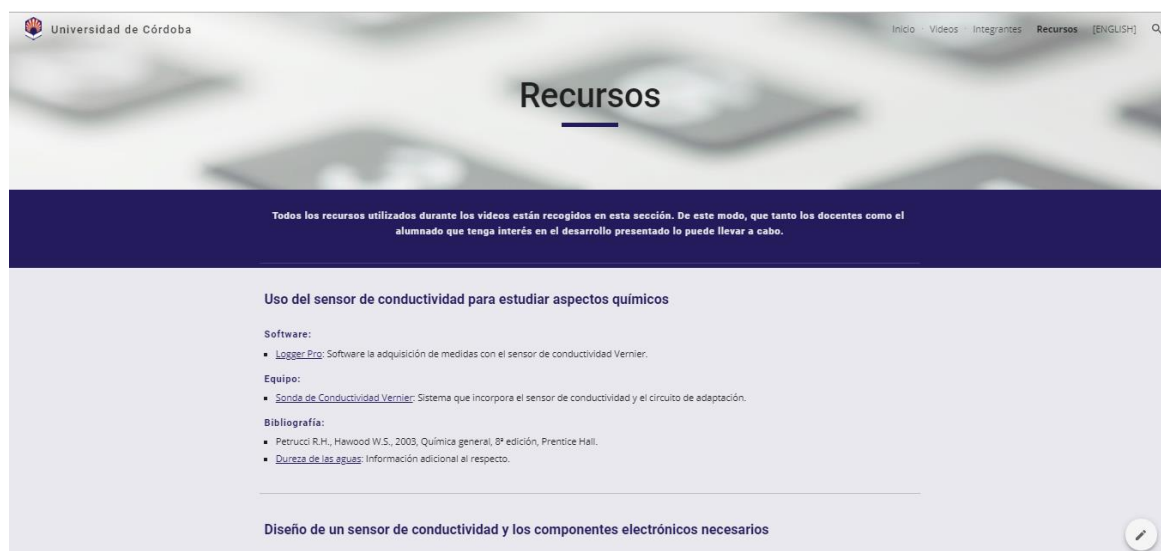 Universidad de Córdoba
Inicio Videos Integrantes Recursos [ENGLISH]
Recursos
Todos los recursos utilizados durante los videos están recogidos en esta sección. De este modo, que tanto los docentes como el
alumnado que tenga interés en el desarrollo presentado lo puede llevar a cabo.
Uso del sensor de conductividad para estudiar aspectos químicos
Software:
Logger Pro: Software la adquisición de medidas con el sensor de conductividad Vernier.
Equipo:
Sonda de Conductividad Vernier: Sistema que incorpora el sensor de conductividad y el circuito de adaptación.
Bibliografía:
Petrucci R.H., Hawood W.S., 2003, Química general, 8ª edición, Prentice Hall.
Dureza de las aguas: Información adicional al respecto.
Diseño de un sensor de conductividad y los componentes electrónicos necesarios